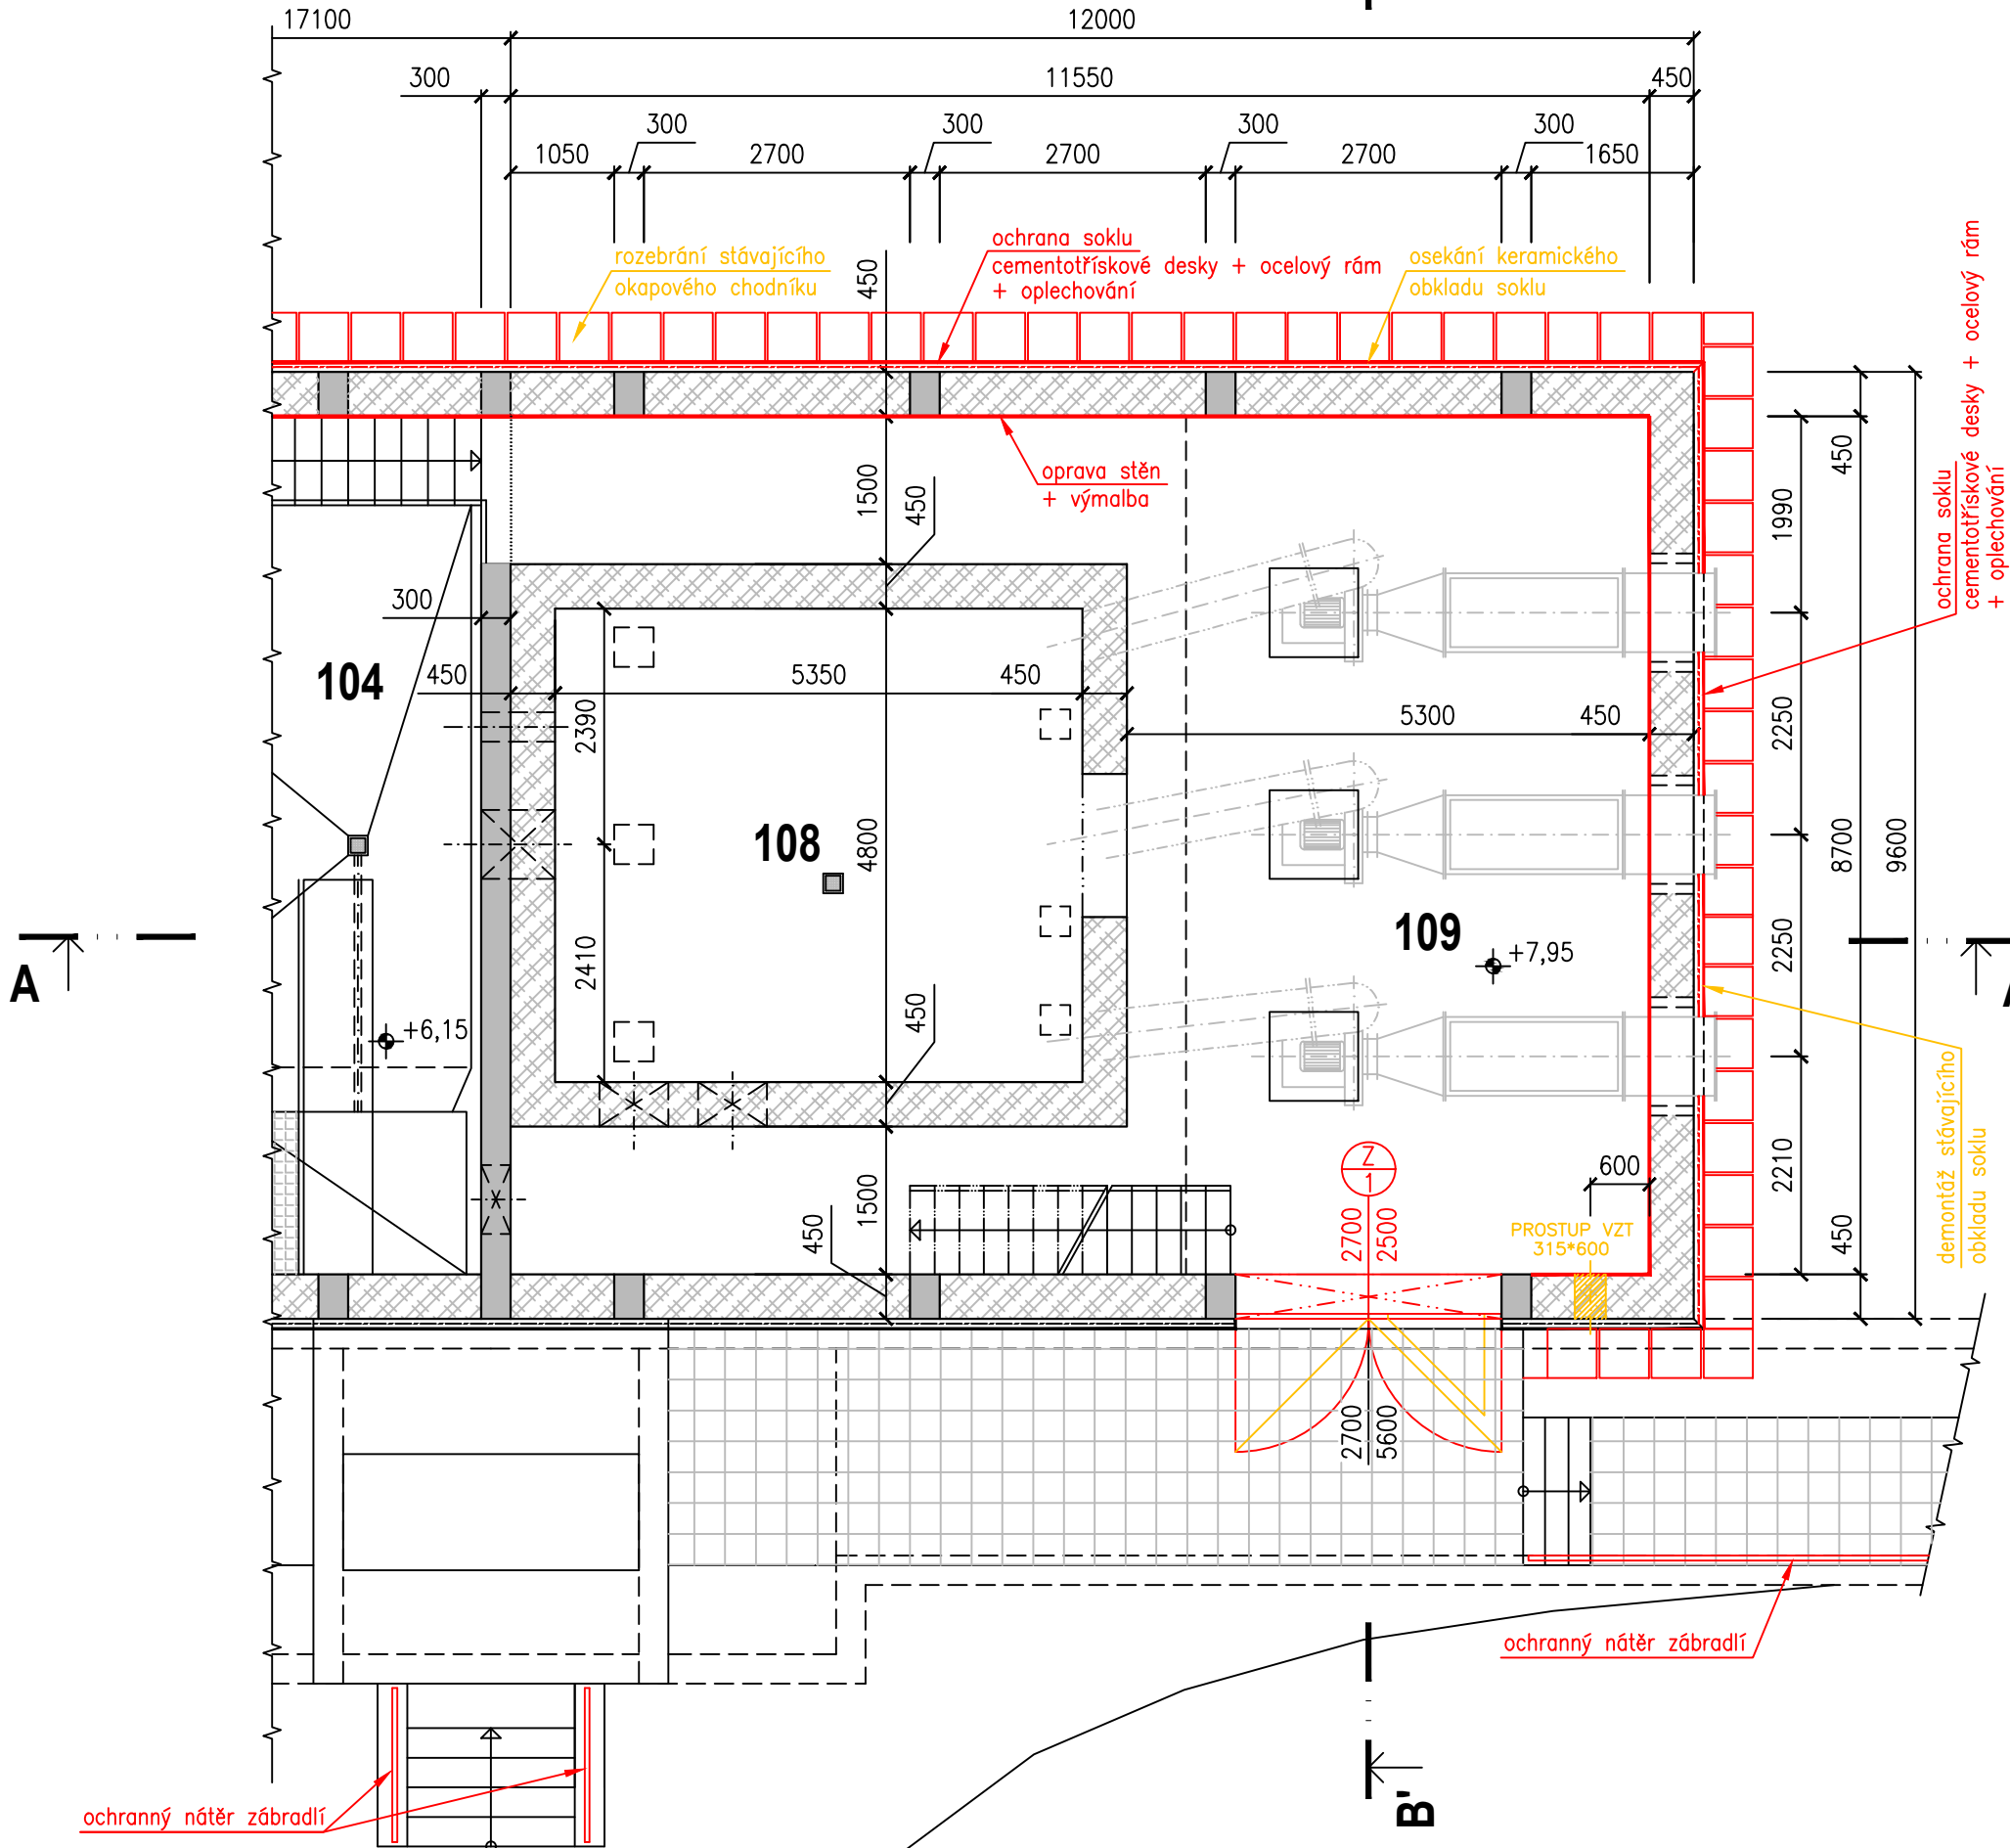 17100
12000
300
11550
450
300
300
300
300
1050
2700
2700
2700
1650
rozebrání stávajícího
okapového chodníku
450
ochrana soklu
cementotřískové desky + ocelový rám
+ oplechování
osekání keramického
obkladu soklu
ochrana soklu
cementotřískové desky + ocelový rám
+ oplechování
1500
450
oprava stěn
+ výmalba
1990
450
300
104
450
5350
450
2390
5300
450
2250
108
4800
8700
9600
109
+7,95
2250
2410
450
A
+6,15
demontáž stávajícího
obkladu soklu
Z
1
600
2210
1500
450
2700
2500
PROSTUP VZT
315*600
450
2700
5600
ochranný nátěr zábradlí
B'
ochranný nátěr zábradlí